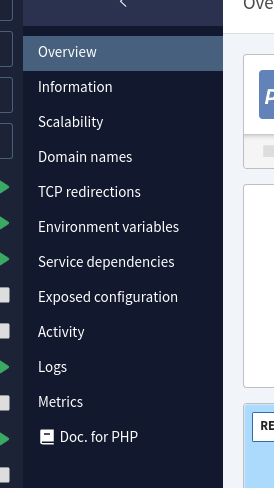 Overview
Information
Scalability
Domain names
TCP redirections
Environment variables
Service dependencies
Exposed configuration
Activity
Logs
Metrics
Doc. for PHP